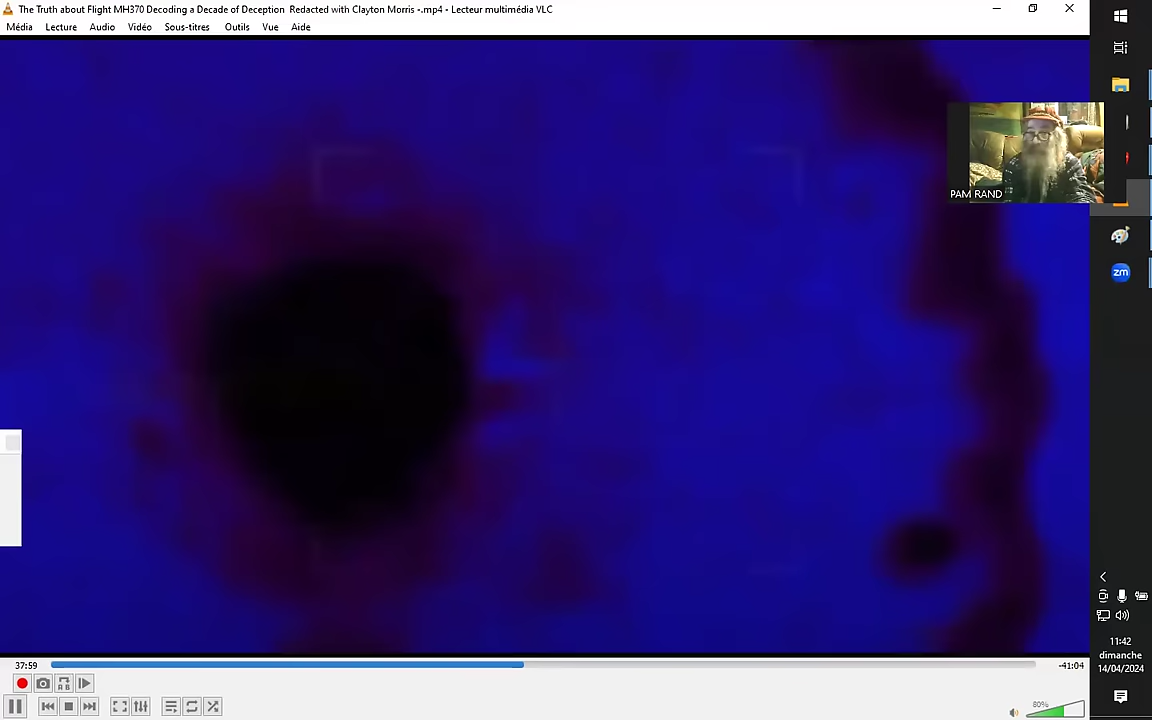 The Truth about Flight MH370 Decoding a Decade of Deception  Redacted with Clayton Morris -.mp4 - Lecteur multimédia VLC
Média Lecture Audio Vidéo Sous-titres Outils Vue Aide
PAM RAND
zm
37:59
-41:04
11:42
dimanche
14/04/2024
80%